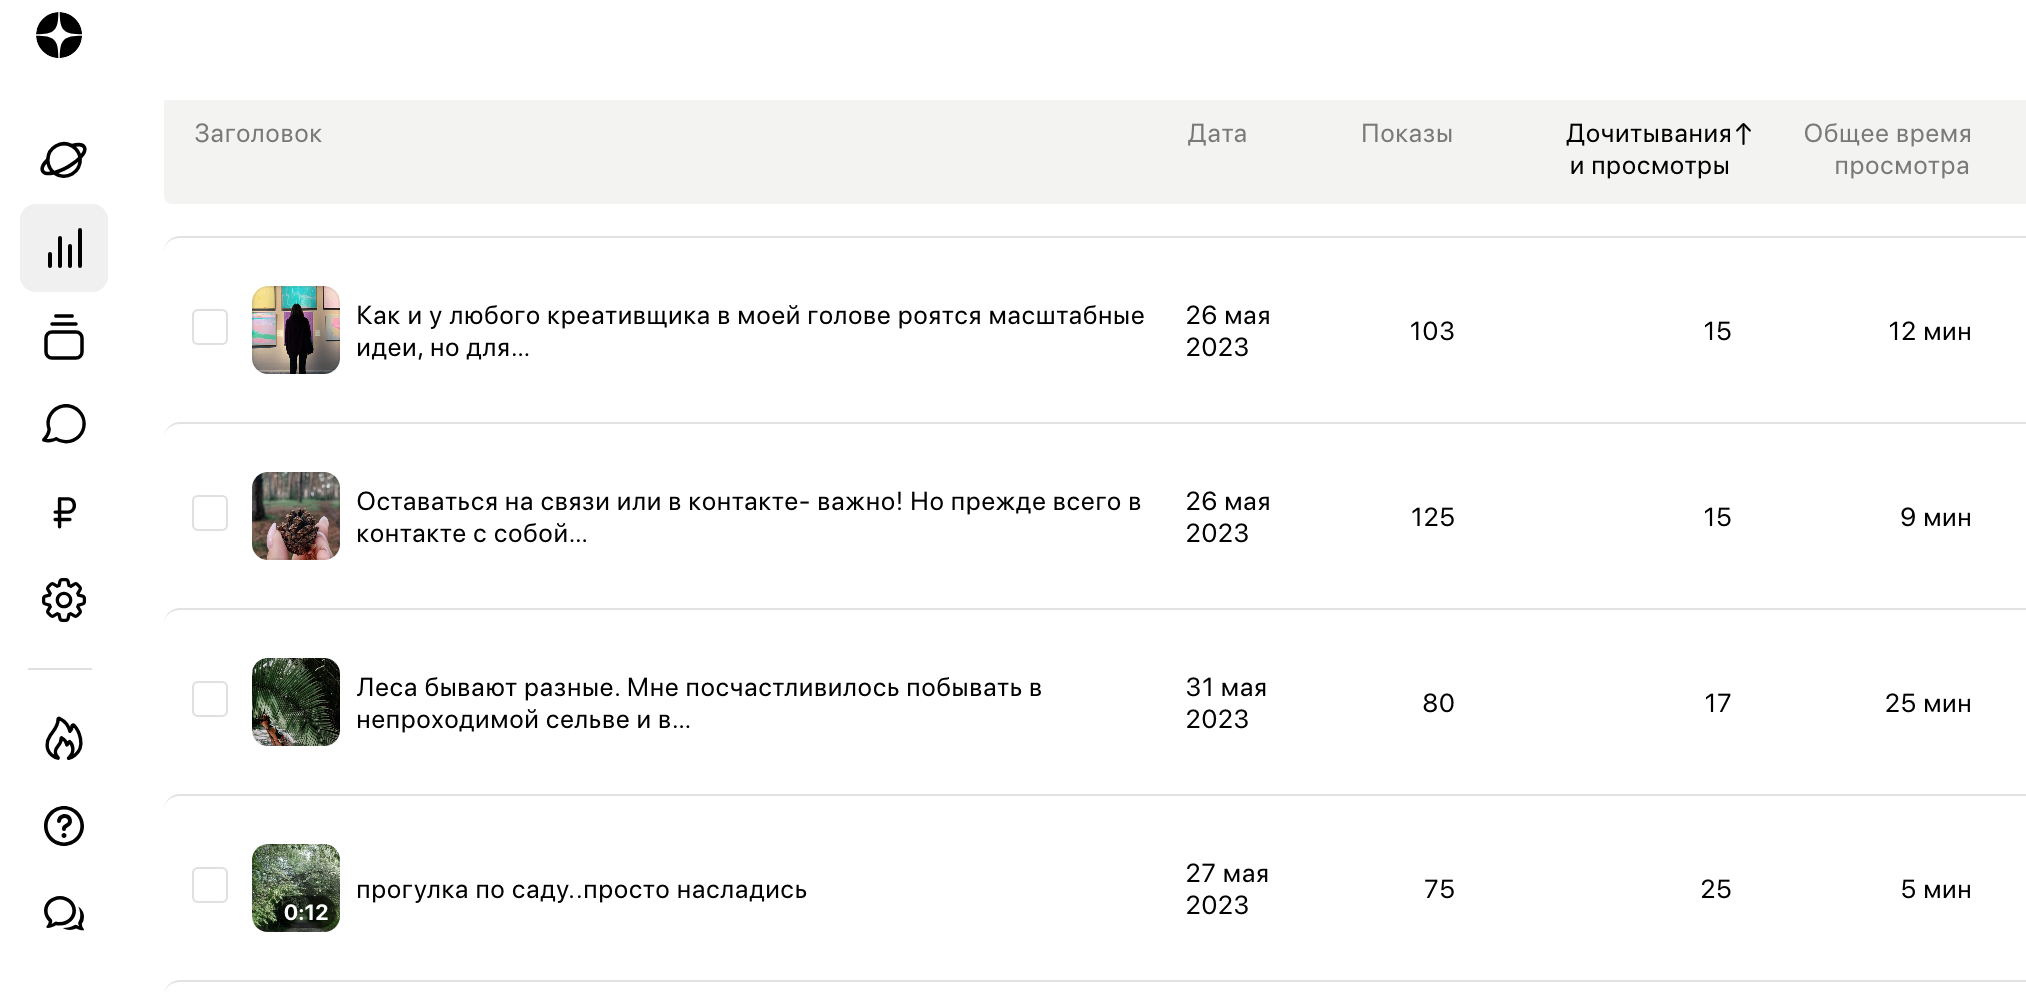 Заголовок
Дата
Показы
Дочитывания↑
и просмотры
Общее время
просмотра
Как и у любого креативщика в моей голове роятся масштабные
идеи, но для...
26 мая
2023
103
15
12 мин
Оставаться на связи или в контакте- важно! Но прежде всего в
контакте с собой...
26 мая
2023
125
15
9 мин
Леса бывают разные. Мне посчастливилось побывать в
непроходимой сельве и в...
31 мая
2023
80
17
25 мин
0:12
прогулка по саду..просто насладись
27 мая
2023
75
25
5 мин